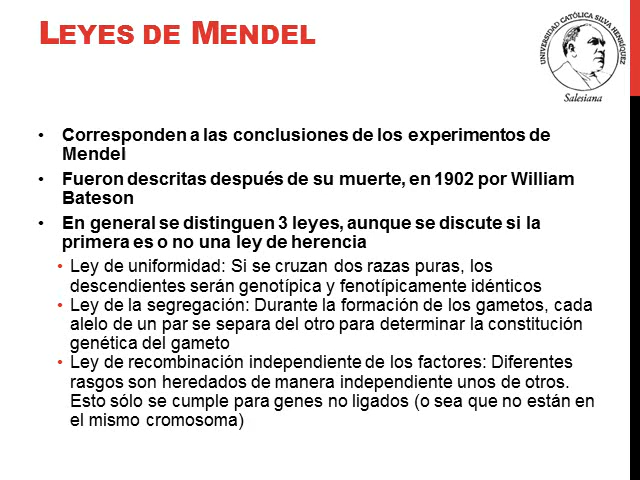 LEYES DE MENDEL
UNIVERSIDAD CATÓLICA SILVA HENRÍQUEZ
Salesiana
• Corresponden a las conclusiones de los experimentos de
Mendel
• Fueron descritas después de su muerte, en 1902 por William
Bateson
• En general se distinguen 3 leyes, aunque se discute si la
primera es o no una ley de herencia
• Ley de uniformidad: Si se cruzan dos razas puras, los
descendientes serán genotípica y fenotípicamente idénticos
• Ley de la segregación: Durante la formación de los gametos, cada
alelo de un par se separa del otro para determinar la constitución
genética del gameto
• Ley de recombinación independiente de los factores: Diferentes
rasgos son heredados de manera independiente unos de otros.
Esto sólo se cumple para genes no ligados (o sea que no están en
el mismo cromosoma)